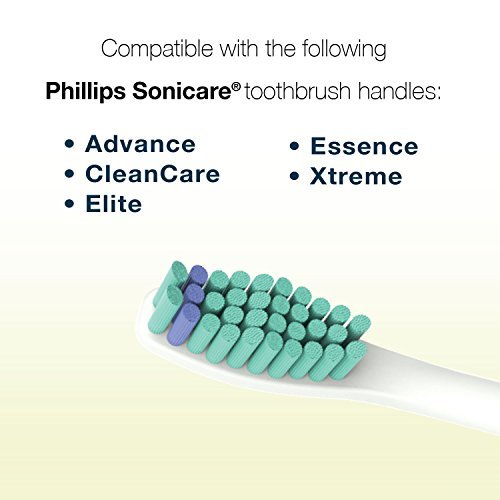 Compatible with the following
Phillips Sonicare® toothbrush handles:
• Advance
• CleanCare
• Elite
• Essence
• Xtreme